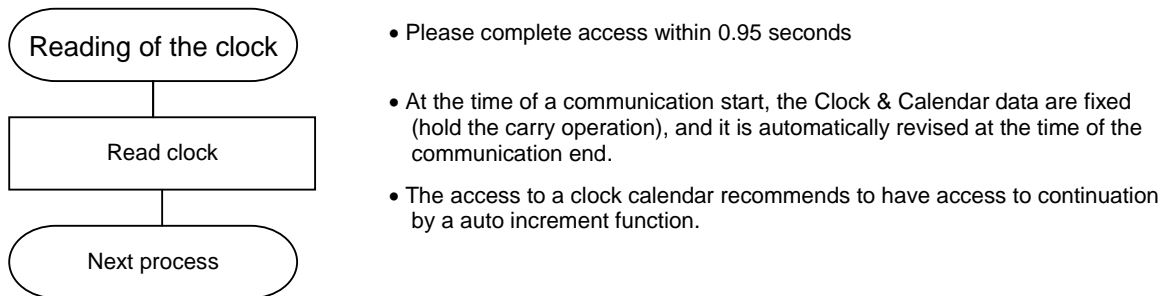 Reading of the clock
• Please complete access within 0.95 seconds
• At the time of a communication start, the Clock & Calendar data are fixed
(hold the carry operation), and it is automatically revised at the time of the
communication end.
Read clock
• The access to a clock calendar recommends to have access to continuation
by a auto increment function.
Next process